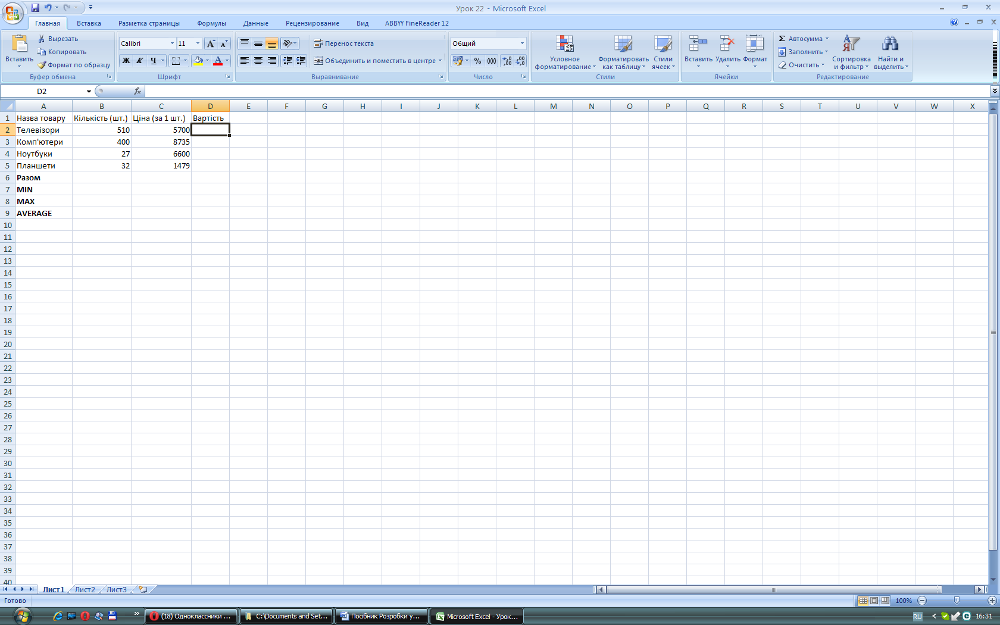 Урок 22 - Microsoft Excel
Главная Вставка Разметка страницы Формулы Данные Рецензирование Вид ABBYY FineReader 12
Вставить
Вырезать
Копировать
Формат по образцу
Буфер обмена
Calibri 11
Ж К Ч
Шрифт
Перенос текста
Объединить и поместить в центре
Выравнивание
Общий
% 000
Число
Условное форматирование
Форматировать как таблицу
Стили ячеек
Стили
Вставить Удалить Формат
Ячейки
Σ Автосумма
Заполнить
Очистить
Сортировка и фильтр
Найти и выделить
Редактирование
D2 fx
A B C D E F G H I J K L M N O P Q R S T U V W X
1 Назва товару Кількість (шт.) Ціна (за 1 шт.) Вартість
2 Телевізори 510 5700
3 Комп'ютери 400 8735
4 Ноутбуки 27 6600
5 Планшети 32 1479
6 Разом
7 MIN
8 MAX
9 AVERAGE
10
11
12
13
14
15
16
17
18
19
20
21
22
23
24
25
26
27
28
29
30
31
32
33
34
35
36
37
38
39
40
Лист1 Лист2 Лист3
Готово 100%
(18) Одноклассники ... C:\Documents and Set... Посібник Розробки у... Microsoft Excel - Урок... RU 16:31